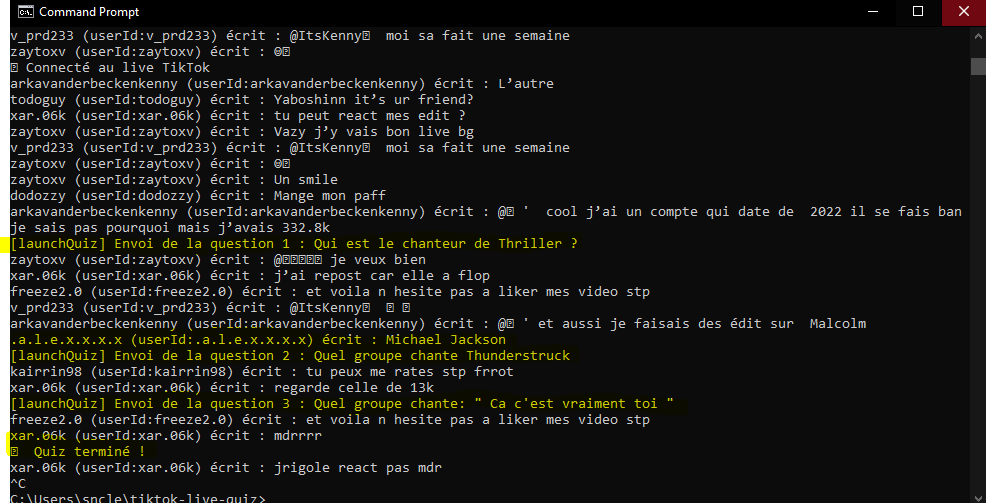 Command Prompt
v_prd233 (userId:v_prd233) écrit : @ItsKenny  moi sa fait une semaine
zaytoxv (userId:zaytoxv) écrit : @
Connecté au live TikTok
arkavanderbeckenkenny (userId:arkavanderbeckenkenny) écrit : L’autre
todoguy (userId:todoguy) écrit : Yaboshinn it’s ur friend?
xar.06k (userId:xar.06k) écrit : tu peut react mes edit ?
zaytoxv (userId:zaytoxv) écrit : Vazy j’y vais bon live bg
v_prd233 (userId:v_prd233) écrit : @ItsKenny  moi sa fait une semaine
zaytoxv (userId:zaytoxv) écrit : @
zaytoxv (userId:zaytoxv) écrit : Un smile
dodozzy (userId:dodozzy) écrit : Mange mon paff
arkavanderbeckenkenny (userId:arkavanderbeckenkenny) écrit : @ '  cool j’ai un compte qui date de  2022 il se fais ban
je sais pas pourquoi mais j’avais 332.8k
[launchQuiz] Envoi de la question 1 : Qui est le chanteur de Thriller ?
zaytoxv (userId:zaytoxv) écrit : @ je veux bien
xar.06k (userId:xar.06k) écrit : j’ai repost car elle a flop
freeze2.0 (userId:freeze2.0) écrit : et voila n hesite pas a liker mes video stp
v_prd233 (userId:v_prd233) écrit : @ItsKenny
arkavanderbeckenkenny (userId:arkavanderbeckenkenny) écrit : @ ' et aussi je faisais des édit sur  Malcolm
.a.l.e.x.x.x.x (userId:.a.l.e.x.x.x.x) écrit : Michael Jackson
[launchQuiz] Envoi de la question 2 : Quel groupe chante Thunderstruck
kairrin98 (userId:kairrin98) écrit : tu peux me rates stp frrot
xar.06k (userId:xar.06k) écrit : regarde celle de 13k
[launchQuiz] Envoi de la question 3 : Quel groupe chante: " Ca c'est vraiment toi "
freeze2.0 (userId:freeze2.0) écrit : et voila n hesite pas a liker mes video stp
xar.06k (userId:xar.06k) écrit : mdrrrr
Quiz terminé !
xar.06k (userId:xar.06k) écrit : jrigole react pas mdr
^C
C:\Users\sncle\tiktok-live-quiz>